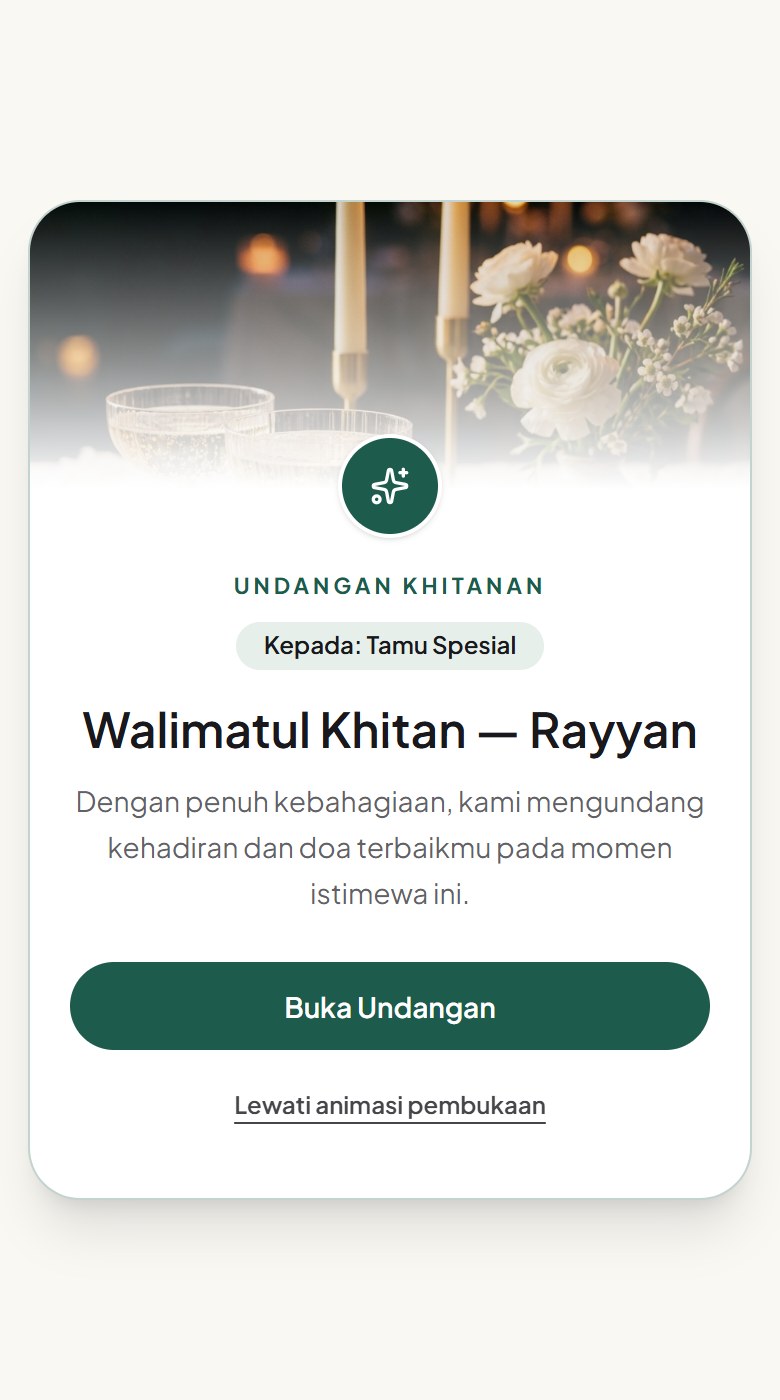 UNDANGAN KHITANAN
Kepada: Tamu Spesial
Walimatul Khitan — Rayyan
Dengan penuh kebahagiaan, kami mengundang
kehadiran dan doa terbaikmu pada momen
istimewa ini.
Buka Undangan
Lewati animasi pembukaan